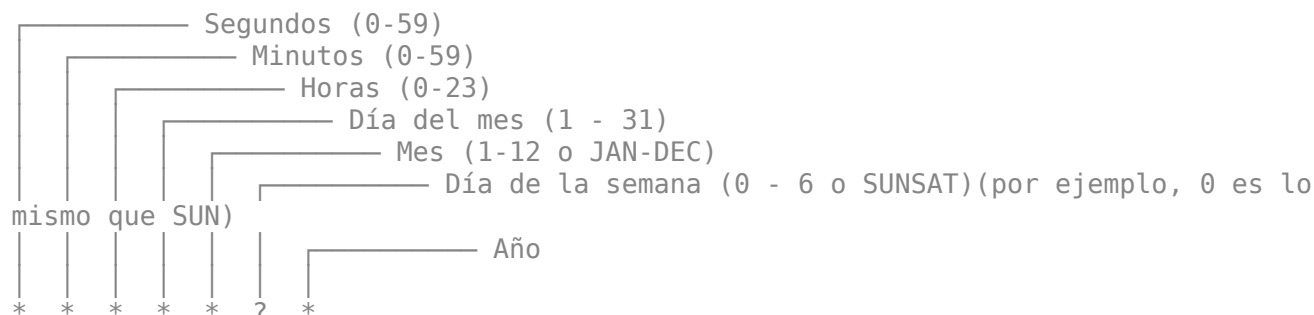 Segundos (0-59)
Minutos (0-59)
Horas (0-23)
Día del mes (1 - 31)
Mes (1-12 o JAN-DEC)
Día de la semana (0 - 6 o SUNSAT)(por ejemplo, 0 es lo
mismo que SUN)
Año
* * * * * ? *